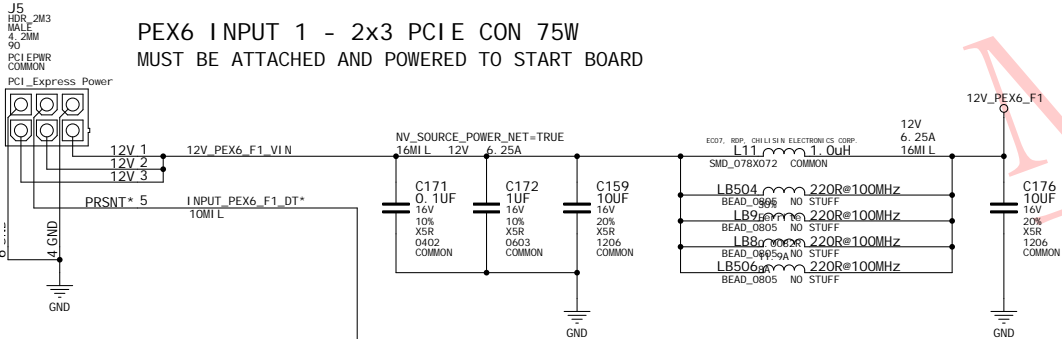 J5
HDR_2M3
MALE
4.2MM
90
PCIEPWR
COMMON
PCI_Express Power
PEX6 INPUT 1 - 2x3 PCIE CON 75W
MUST BE ATTACHED AND POWERED TO START BOARD
12V 1
12V 2
12V 3
12V_PEX6_F1_VIN
PRSNT* 5
INPUT_PEX6_F1_DT*
10MIL
4 GND
GND
NV_SOURCE_POWER_NET=TRUE
16MIL 12V 6.25A
C171
0.1UF
16V
10%
X5R
0402
COMMON
C172
1UF
16V
10%
X5R
0603
COMMON
C159
10UF
16V
20%
X5R
1206
COMMON
GND
EC07, RDP, CHILISIN ELECTRONICS CORP.
L11 1.0uH
SMD_078X072 COMMON
LB504 220R@100MHz
BEAD_0805 NO STUFF
LB9 220R@100MHz
BEAD_0805 NO STUFF
LB8 220R@100MHz
BEAD_0805 NO STUFF
LB506 220R@100MHz
BEAD_0805 NO STUFF
12V
6.25A
16MIL
12V_PEX6_F1
C176
10UF
16V
20%
X5R
1206
COMMON
GND